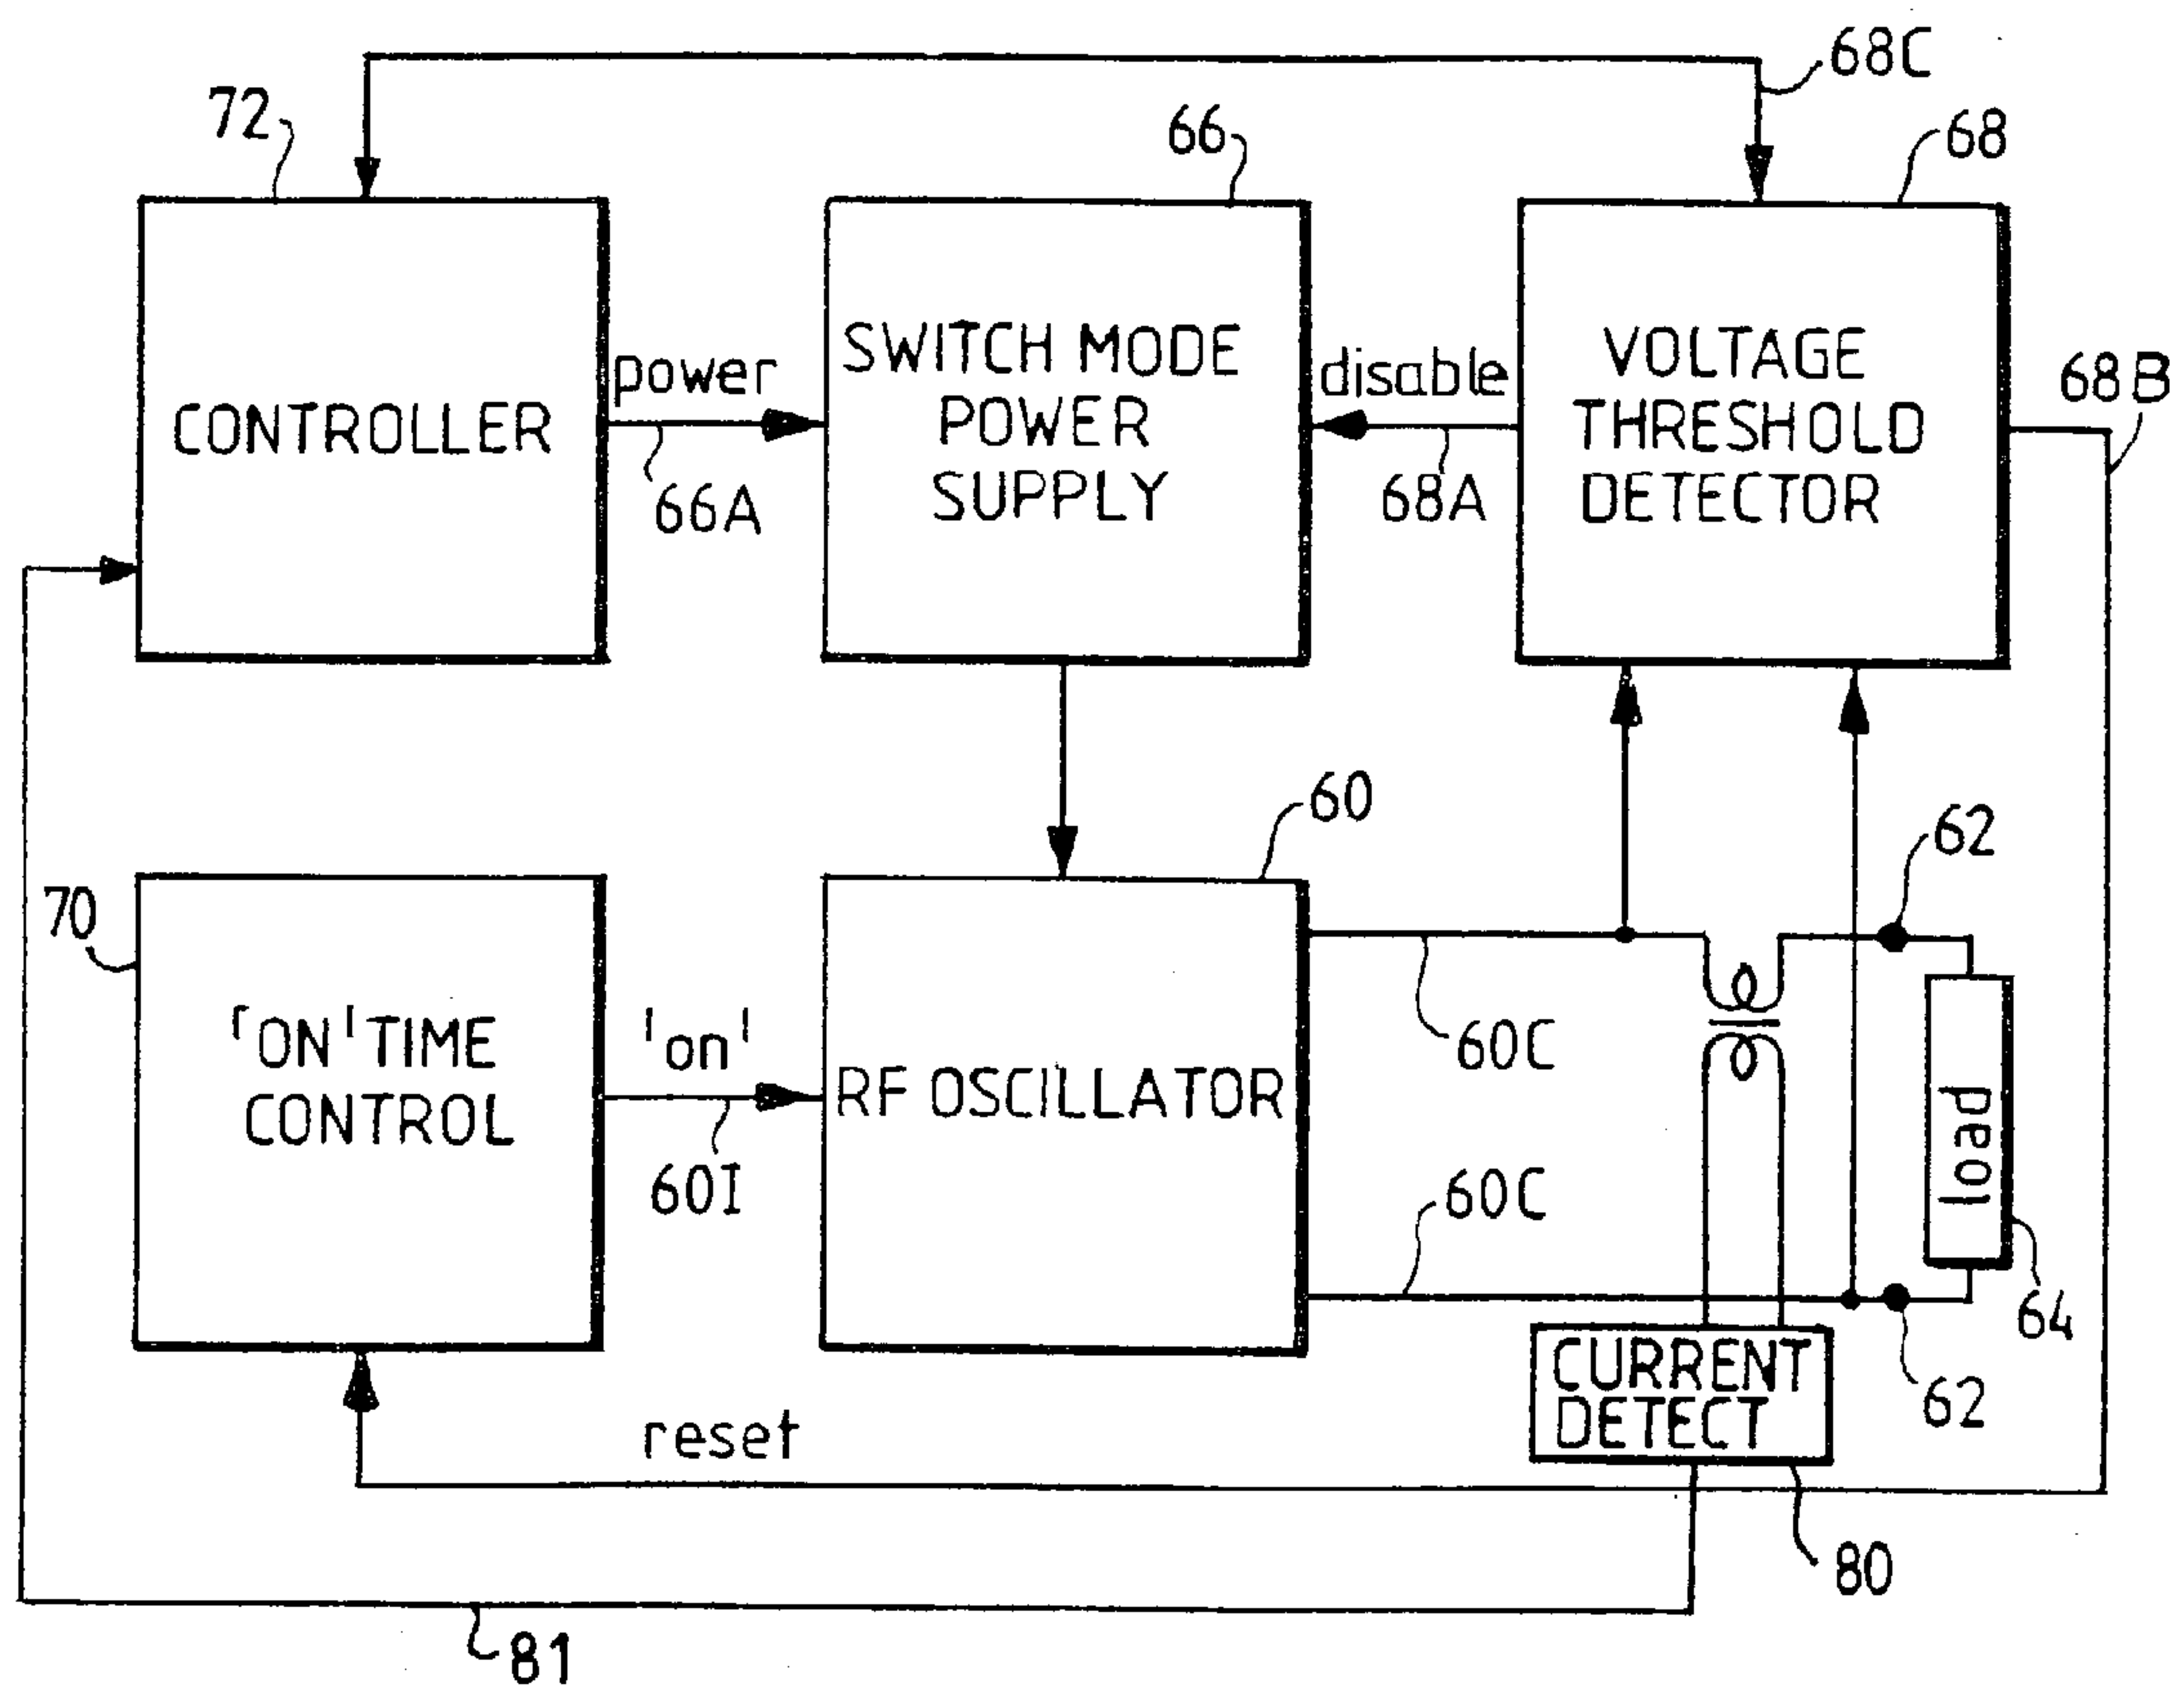 68C
72
66
68
CONTROLLER
power
66A
SWITCH MODE
POWER
SUPPLY
disable
68A
VOLTAGE
THRESHOLD
DETECTOR
68B
60
62
70
'ON' TIME
CONTROL
'on'
60I
RF OSCILLATOR
60C
60C
load
64
62
CURRENT
DETECT
reset
80
81